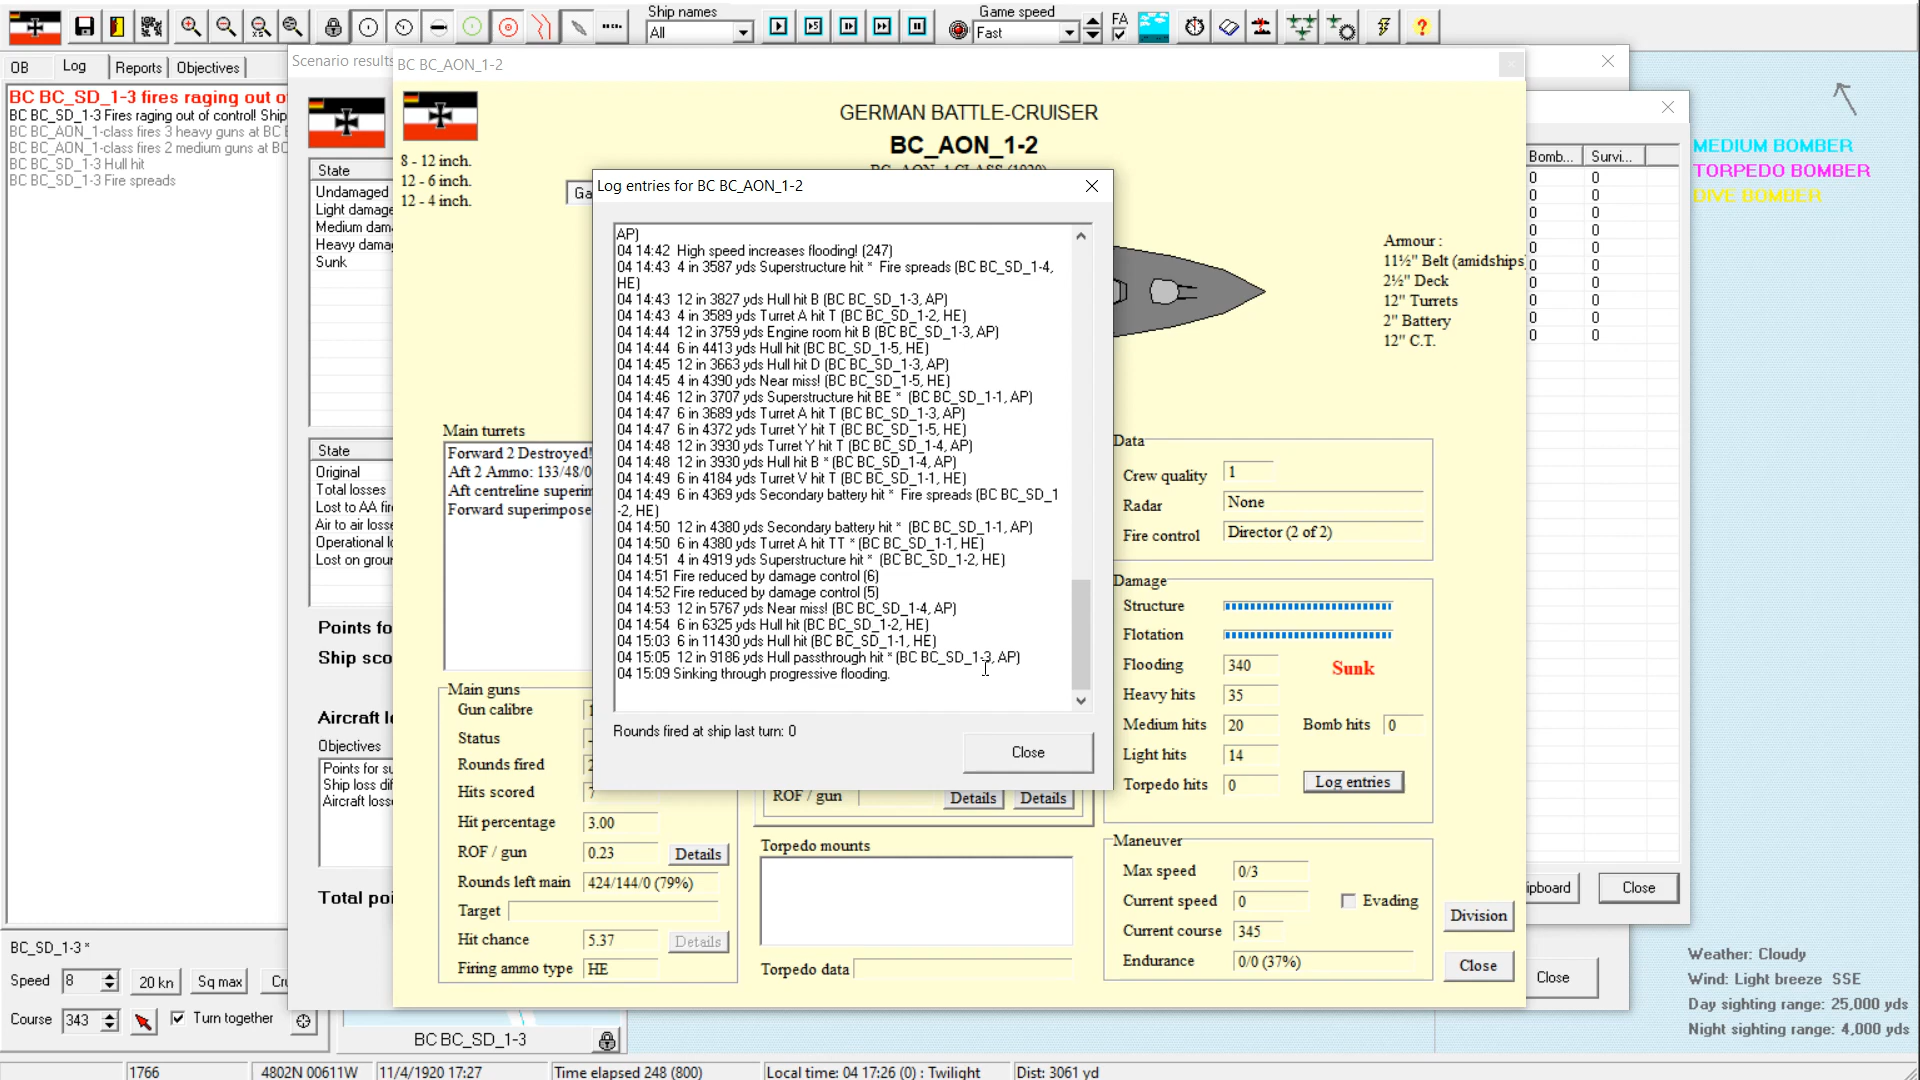 Ship names
All
Game speed
Fast
FA
OB
Log
Reports
Objectives
BC BC_SD_1-3 fires raging out o
BC BC_SD_1-3 Fires raging out of control! Ship
BC BC_AON_1-class fires 3 heavy guns at BC
BC BC_AON_1-class fires 2 medium guns at BC
BC BC_SD_1-3 Hull hit
BC BC_SD_1-3 Fire spreads
Scenario results
State
Undamaged
Light damage
Medium dam
Heavy dama
Sunk
State
Original
Total losses
Lost to AA fir
Air to air losse
Operational l
Lost on groun
Points fo
Ship sco
Aircraft l
Objectives
Points for su
Ship loss dif
Aircraft loss
Total poi
BC BC_AON_1-2
GERMAN BATTLE-CRUISER
BC_AON_1-2
8 - 12 inch.
12 - 6 inch.
12 - 4 inch.
Armour :
11½" Belt (amidships
2½" Deck
12" Turrets
2" Battery
12" C.T.
Main turrets
Forward 2 Destroyed!
Aft 2 Ammo: 133/48/0
Aft centreline superim
Forward superimpose
Log entries for BC BC_AON_1-2
AP)
04 14:42 High speed increases flooding! (247)
04 14:43 4 in 3587 yds Superstructure hit * Fire spreads (BC BC_SD_1-4,
HE)
04 14:43 12 in 3827 yds Hull hit B (BC BC_SD_1-3, AP)
04 14:43 4 in 3589 yds Turret A hit T (BC BC_SD_1-2, HE)
04 14:44 12 in 3759 yds Engine room hit B (BC BC_SD_1-3, AP)
04 14:44 6 in 4413 yds Hull hit (BC BC_SD_1-5, HE)
04 14:45 12 in 3663 yds Hull hit D (BC BC_SD_1-3, AP)
04 14:45 4 in 4390 yds Near miss! (BC BC_SD_1-5, HE)
04 14:46 12 in 3707 yds Superstructure hit BE * (BC BC_SD_1-1, AP)
04 14:47 6 in 3689 yds Turret A hit T (BC BC_SD_1-3, AP)
04 14:47 6 in 4372 yds Turret Y hit T (BC BC_SD_1-5, HE)
04 14:48 12 in 3930 yds Turret Y hit T (BC BC_SD_1-4, AP)
04 14:48 12 in 3930 yds Hull hit B * (BC BC_SD_1-4, AP)
04 14:49 6 in 4184 yds Turret V hit T (BC BC_SD_1-1, HE)
04 14:49 6 in 4369 yds Secondary battery hit * Fire spreads (BC BC_SD_1
-2, HE)
04 14:50 12 in 4380 yds Secondary battery hit * (BC BC_SD_1-1, AP)
04 14:50 6 in 4380 yds Turret A hit TT * (BC BC_SD_1-1, HE)
04 14:51 4 in 4919 yds Superstructure hit * (BC BC_SD_1-2, HE)
04 14:51 Fire reduced by damage control (6)
04 14:52 Fire reduced by damage control (5)
04 14:53 12 in 5767 yds Near miss! (BC BC_SD_1-4, AP)
04 14:54 6 in 6325 yds Hull hit (BC BC_SD_1-2, HE)
04 15:03 6 in 11430 yds Hull hit (BC BC_SD_1-1, HE)
04 15:05 12 in 9186 yds Hull passthrough hit * (BC BC_SD_1-3, AP)
04 15:09 Sinking through progressive flooding.
Rounds fired at ship last turn: 0
Close
Main guns
Gun calibre
Status
Rounds fired
Hits scored
Hit percentage 3.00
ROF / gun 0.23 Details
Rounds left main 424/144/0 (79%)
Target
Hit chance 5.37 Details
Firing ammo type HE
ROF / gun Details Details
Torpedo mounts
Torpedo data
Data
Crew quality 1
Radar None
Fire control Director (2 of 2)
Damage
Structure
Flotation
Flooding 340 Sunk
Heavy hits 35
Medium hits 20 Bomb hits 0
Light hits 14
Torpedo hits 0 Log entries
Maneuver
Max speed 0/3
Current speed 0 Evading
Current course 345
Endurance 0/0 (37%)
Division
Close
Bomb... Survi...
0 0
0 0
0 0
0 0
0 0
0 0
0 0
0 0
0 0
0 0
ipboard
Close
Close
MEDIUM BOMBER
TORPEDO BOMBER
DIVE BOMBER
Weather: Cloudy
Wind: Light breeze SSE
Day sighting range: 25,000 yds
Night sighting range: 4,000 yds
BC_SD_1-3 *
Speed 8 20 kn Sq max
Course 343 Turn together
BC BC_SD_1-3
1766 4802N 00611W 11/4/1920 17:27 Time elapsed 248 (800) Local time: 04 17:26 (0) : Twilight Dist: 3061 yd